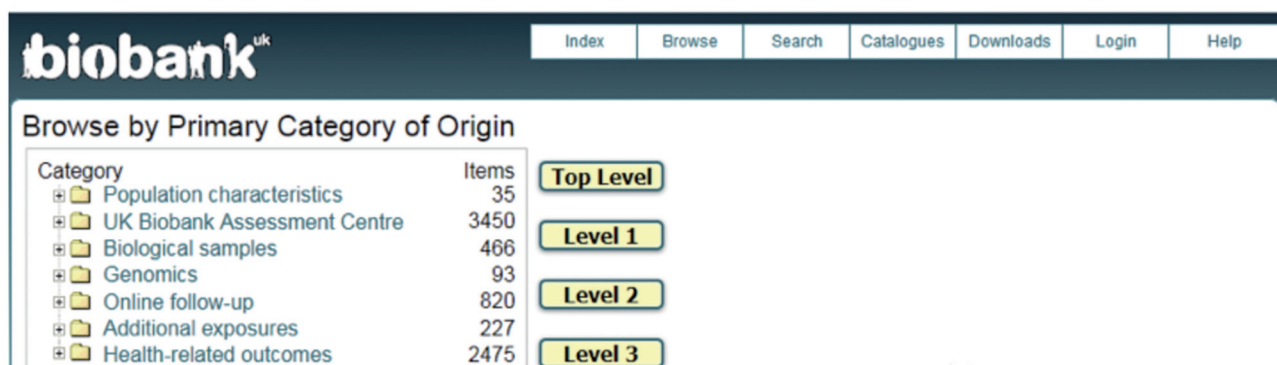 biobank uk
Index Browse Search Catalogues Downloads Login Help
Browse by Primary Category of Origin
Category Items
Population characteristics 35
UK Biobank Assessment Centre 3450
Biological samples 466
Genomics 93
Online follow-up 820
Additional exposures 227
Health-related outcomes 2475
Top Level
Level 1
Level 2
Level 3